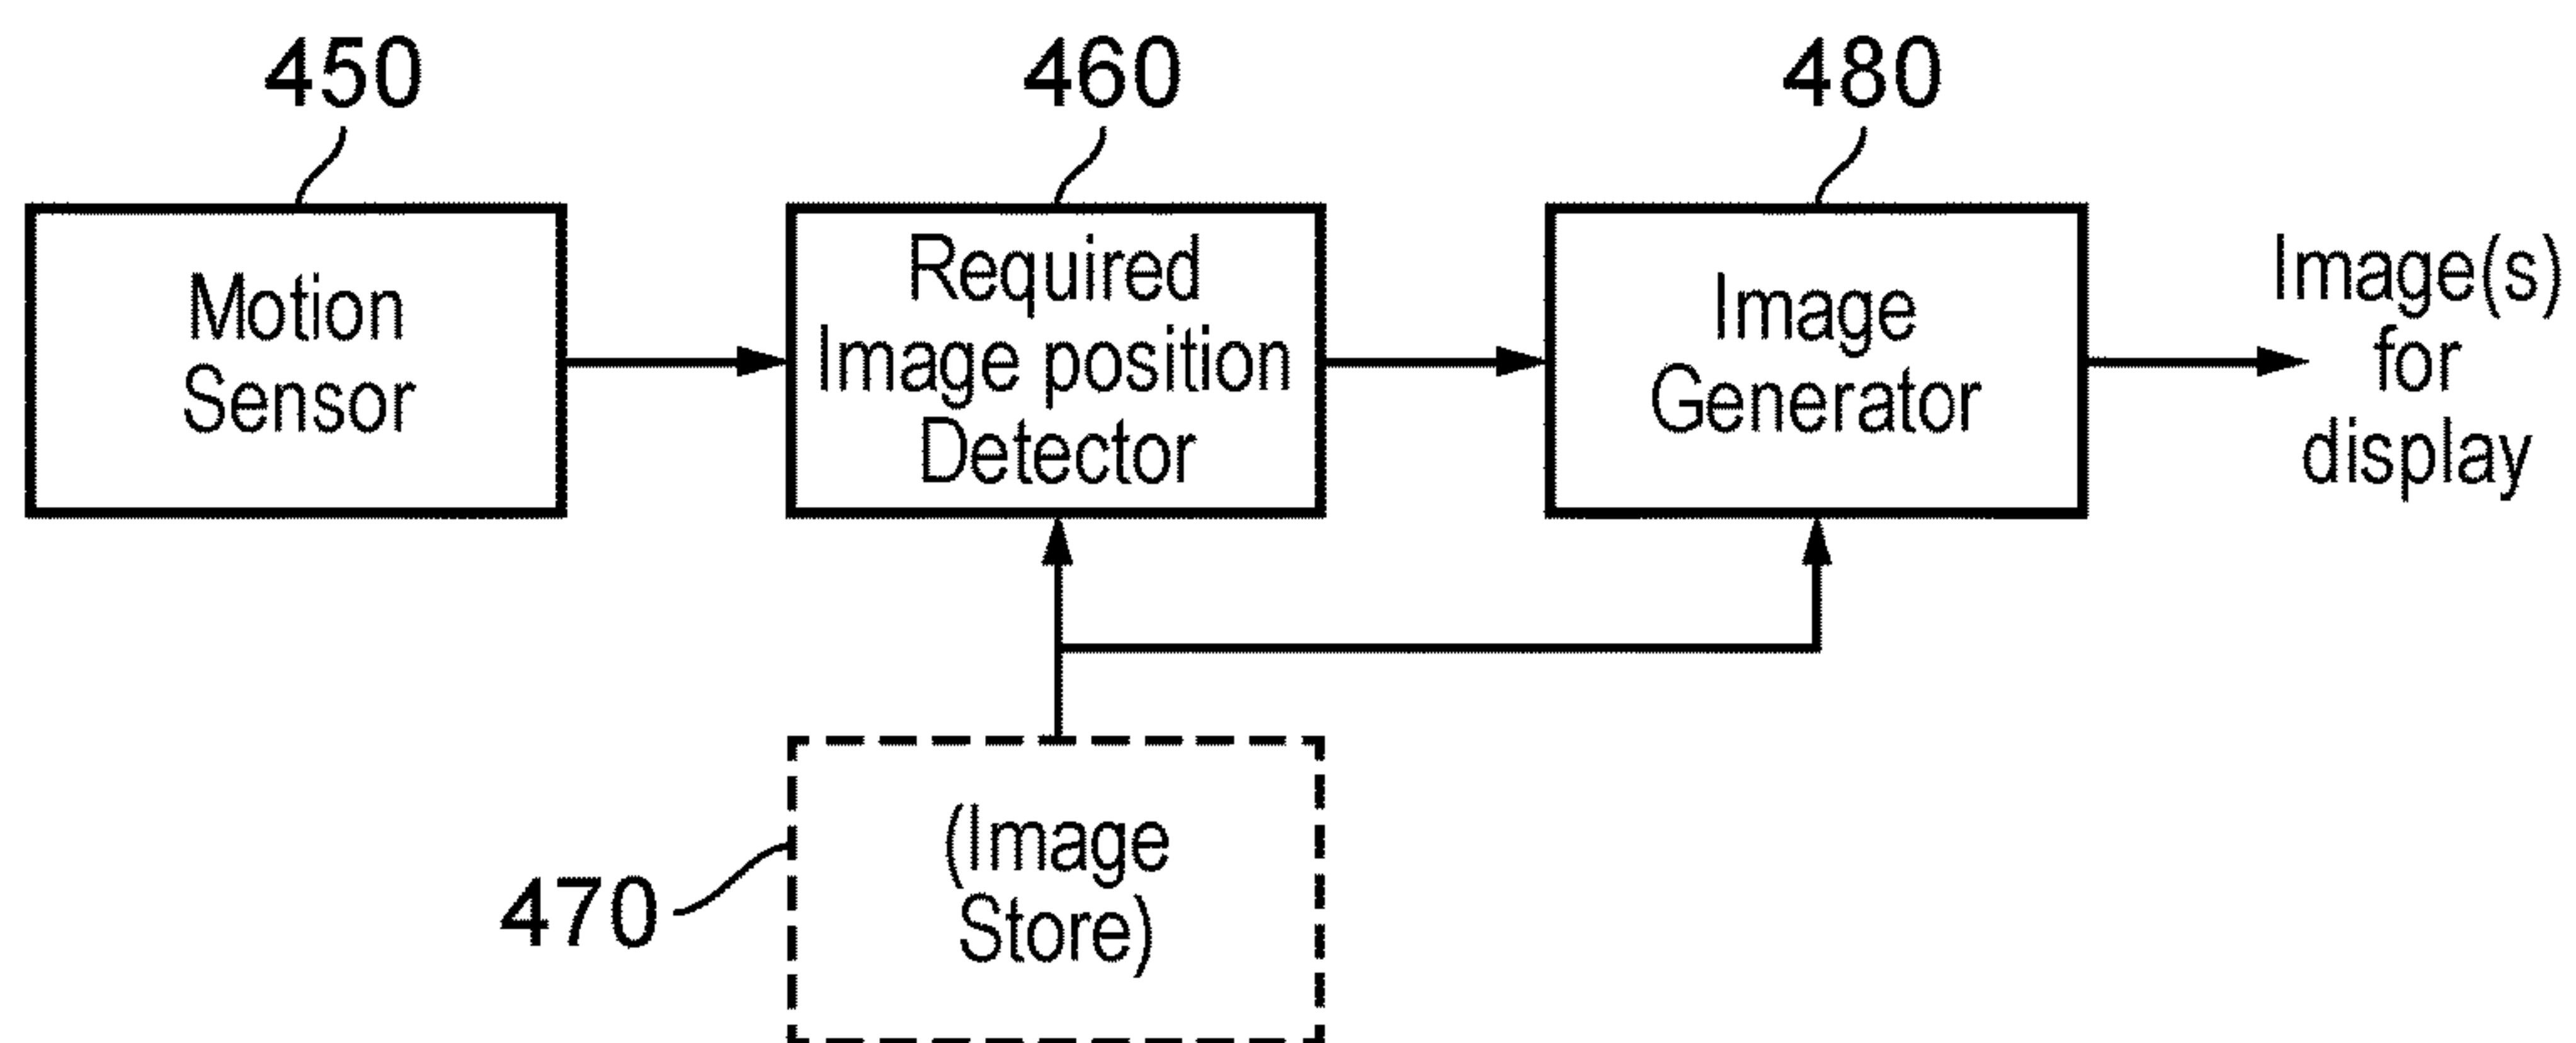 450
460
480
Motion
Sensor
Required
Image position
Detector
Image
Generator
Image(s)
for
display
470
(Image
Store)